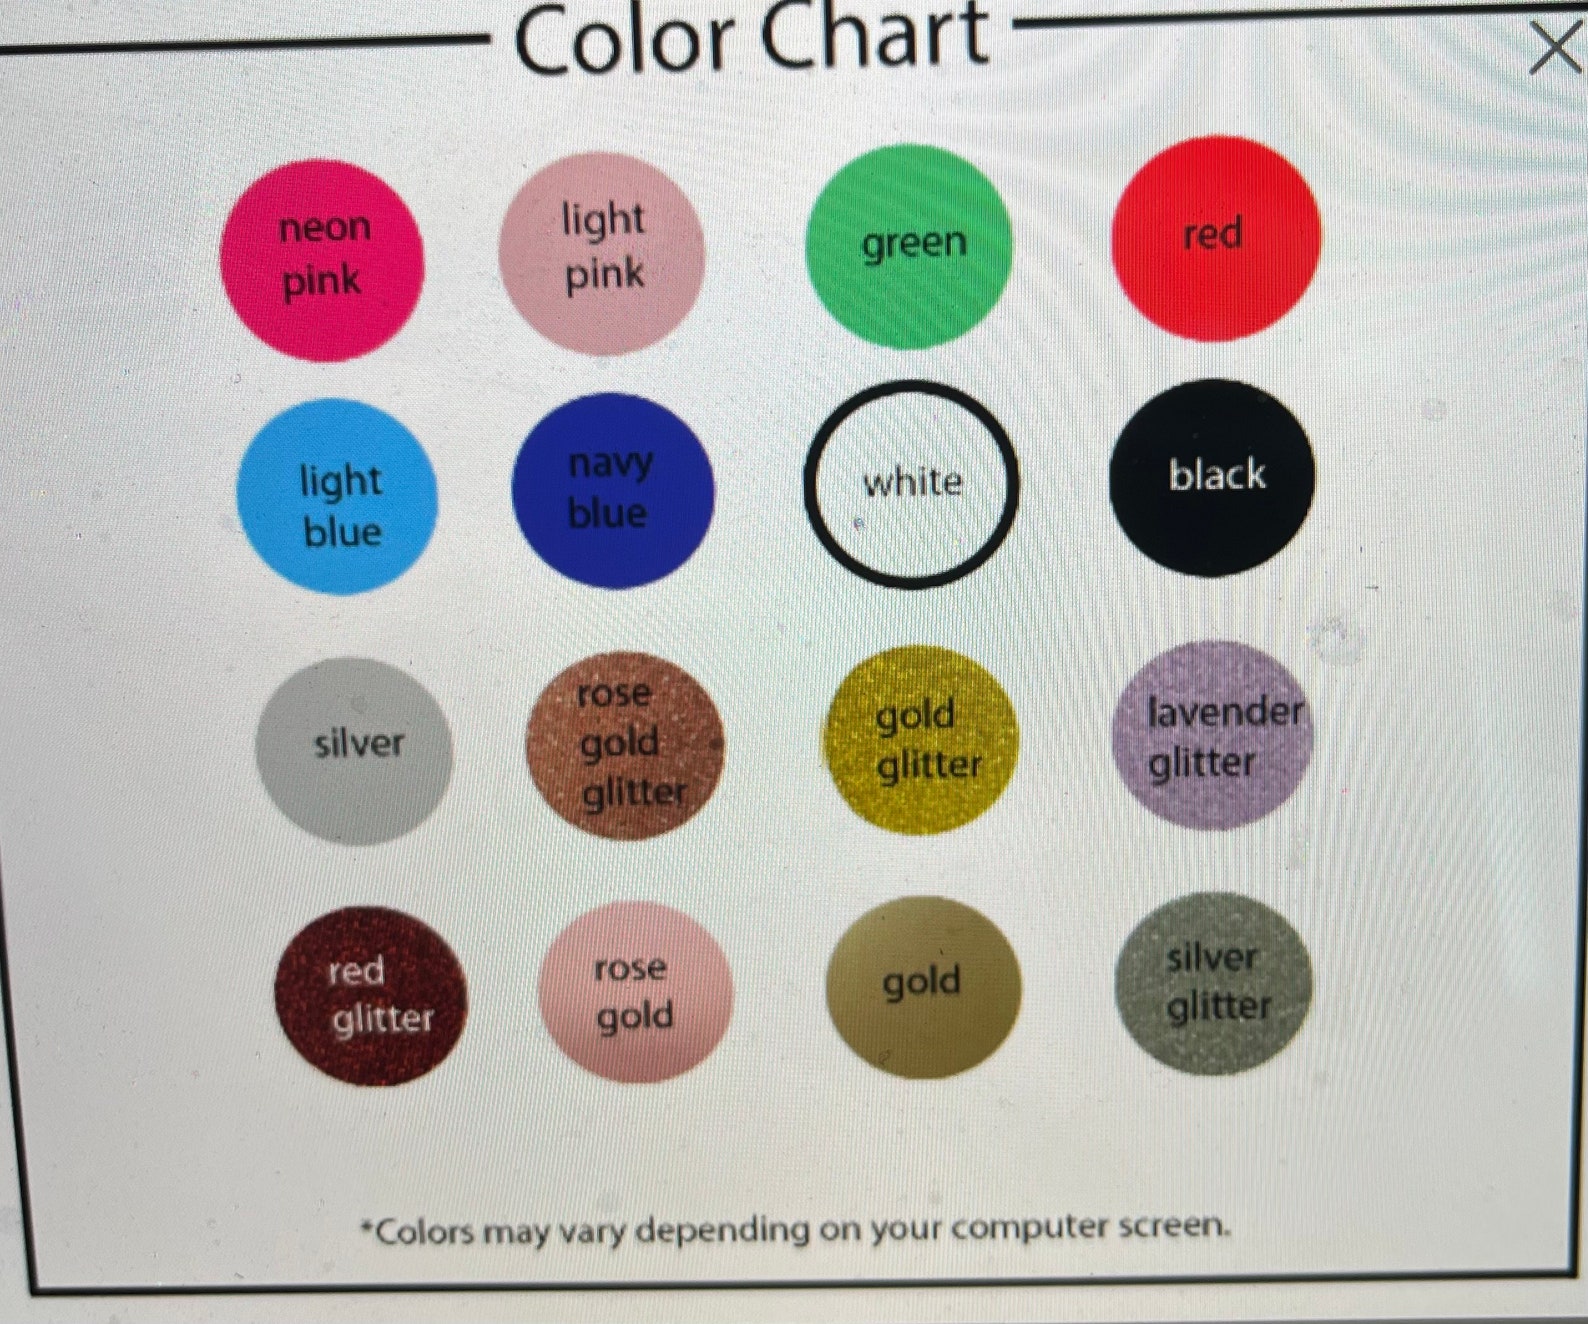 Color Chart
neon
pink
light
pink
green
red
light
blue
navy
blue
white
black
silver
rose
gold
glitter
gold
glitter
lavender
glitter
red
glitter
rose
gold
gold
silver
glitter
*Colors may vary depending on your computer screen.